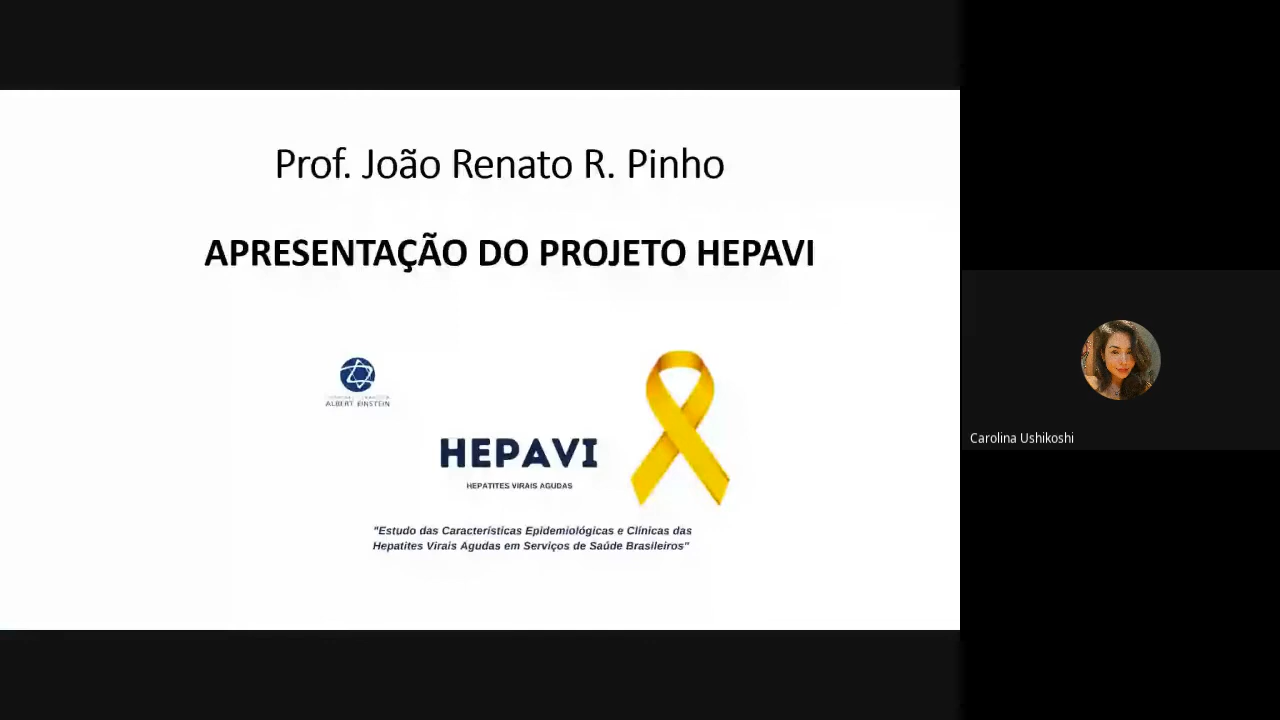 Prof. João Renato R. Pinho
APRESENTAÇÃO DO PROJETO HEPAVI
ALBERT EINSTEIN
HEPAVI
HEPATITES VIRAIS AGUDAS
"Estudo das Características Epidemiológicas e Clínicas das
Hepatites Virais Agudas em Serviços de Saúde Brasileiros"
Carolina Ushikoshi